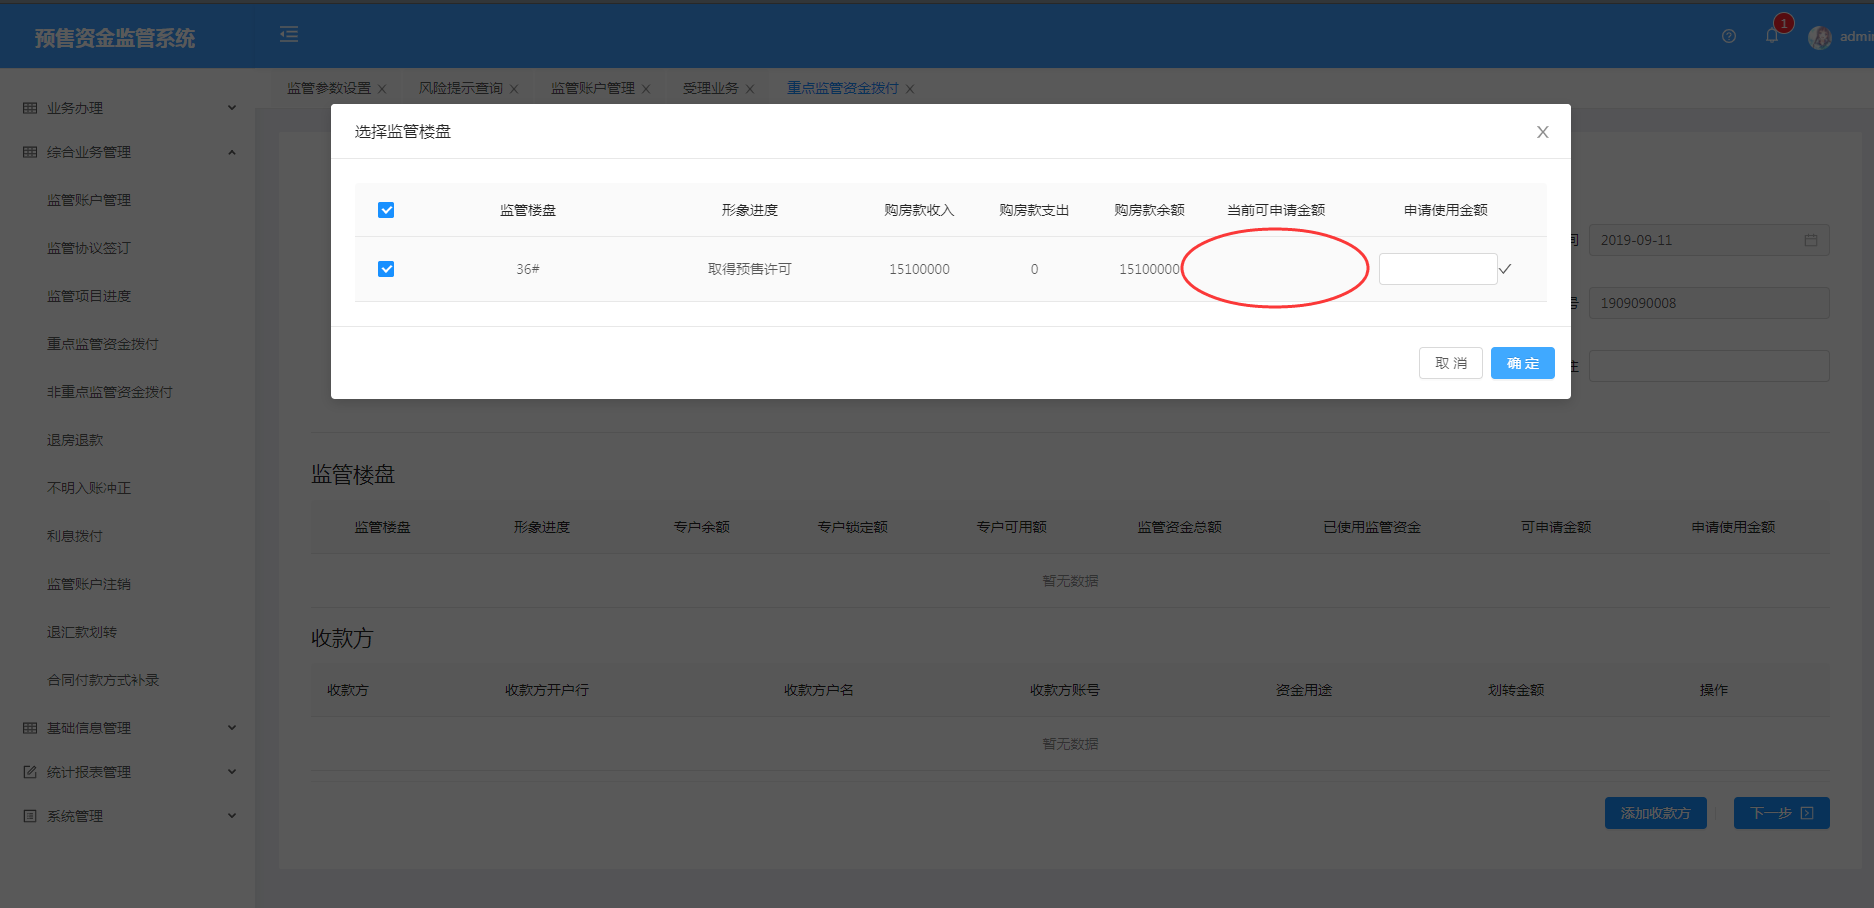 预售资金监管系统
1
admin
监管参数设置
风险提示查询
监管账户管理
受理业务
重点监管资金拨付
业务办理
综合业务管理
监管账户管理
监管协议签订
监管项目进度
重点监管资金拨付
非重点监管资金拨付
退房退款
不明入账冲正
利息拨付
监管账户注销
退汇款划转
合同付款方式补录
基础信息管理
统计报表管理
系统管理
选择监管楼盘
监管楼盘 形象进度 购房款收入 购房款支出 购房款余额 当前可申请金额 申请使用金额
36# 取得预售许可 15100000 0 15100000
取 消
确 定
间 2019-09-11
号 1909090008
注
监管楼盘
监管楼盘 形象进度 专户余额 专户锁定额 专户可用额 监管资金总额 已使用监管资金 可申请金额 申请使用金额
暂无数据
收款方
收款方 收款方开户行 收款方户名 收款方账号 资金用途 划转金额 操作
暂无数据
添加收款方
下一步